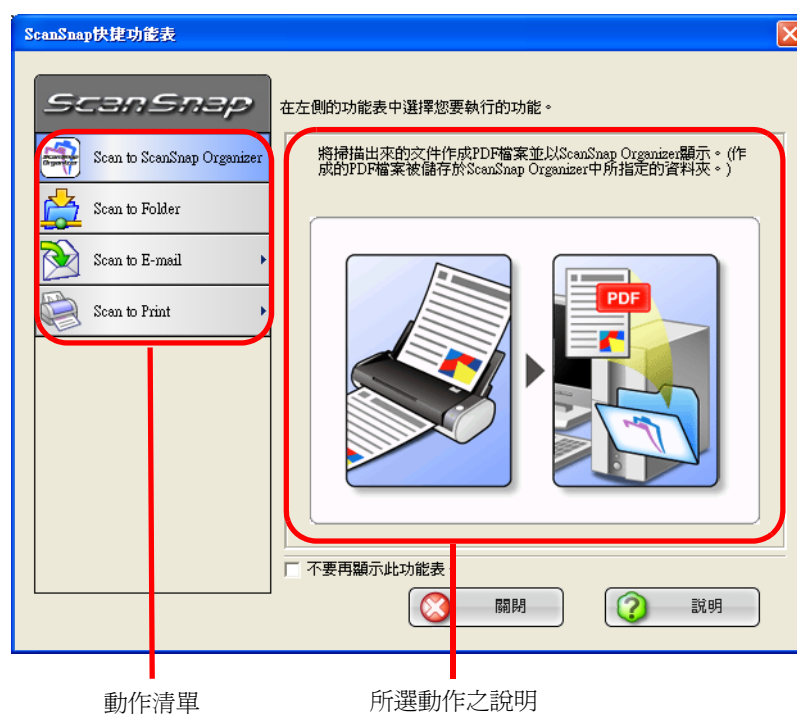 ScanSnap快捷功能表
ScanSnap
在左側的功能表中選擇您要執行的功能。
Scan to ScanSnap Organizer
Scan to Folder
Scan to E-mail
Scan to Print
將掃描出來的文件作成PDF檔案並以ScanSnap Organizer顯示。(作
成的PDF檔案被儲存於ScanSnap Organizer中所指定的資料夾。)
PDF
不要再顯示此功能表。
關閉
說明
動作清單
所選動作之說明